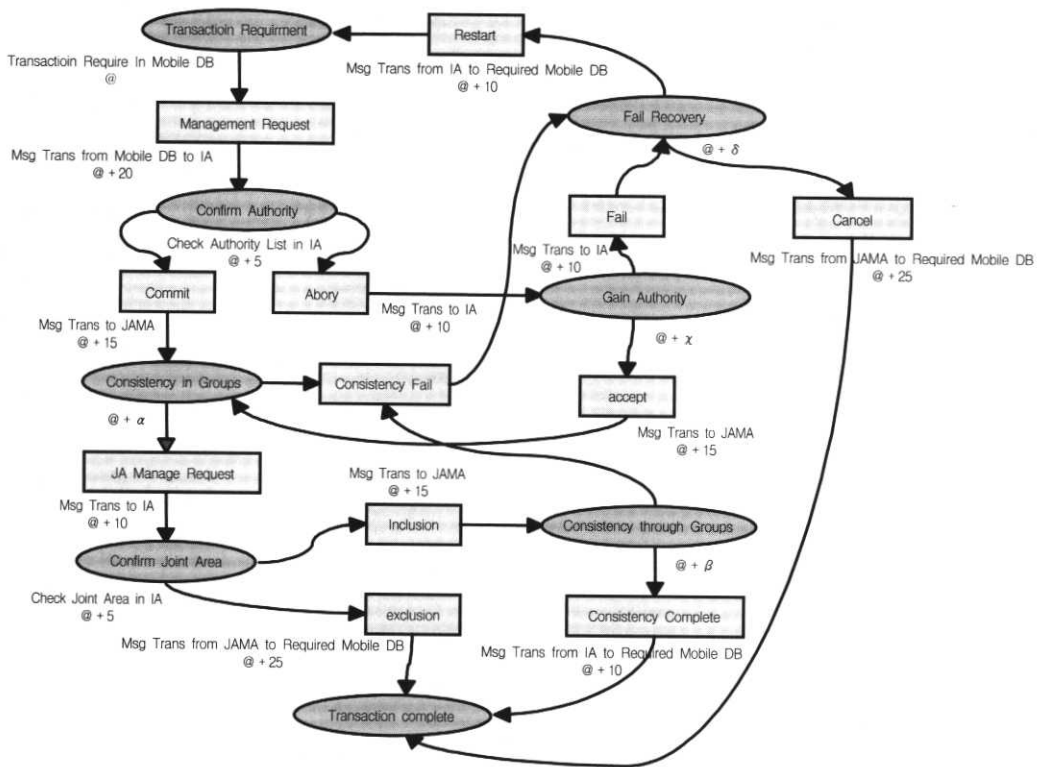 Transactioin Requirment
Restart
Transactioin Require In Mobile DB
@
Msg Trans from IA to Required Mobile DB
@ + 10
Management Request
Fail Recovery
Msg Trans from Mobile DB to IA
@ + 20
@ + δ
Confirm Authority
Fail
Cancel
Check Authority List in IA
@ + 5
Msg Trans to IA
@ + 10
Msg Trans from JAMA to Required Mobile DB
@ + 25
Commit
Abory
Gain Authority
Msg Trans to IA
@ + 10
Msg Trans to JAMA
@ + 15
@ + χ
Consistency in Groups
Consistency Fail
accept
@ + α
Msg Trans to JAMA
@ + 15
JA Manage Request
Msg Trans to JAMA
@ + 15
Msg Trans to IA
@ + 10
Inclusion
Consistency through Groups
Confirm Joint Area
@ + β
Check Joint Area in IA
@ + 5
exclusion
Consistency Complete
Msg Trans from JAMA to Required Mobile DB
@ + 25
Msg Trans from IA to Required Mobile DB
@ + 10
Transaction complete